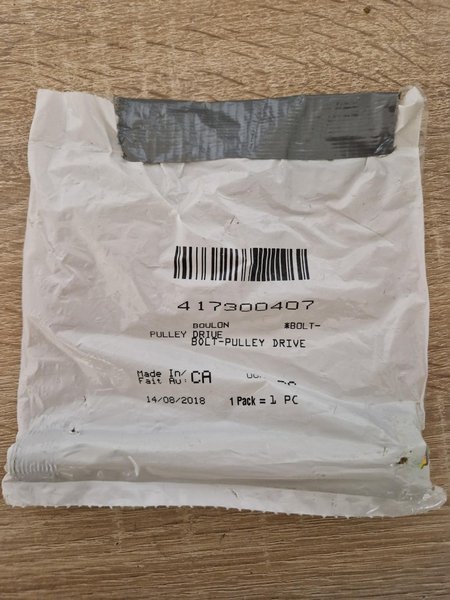 417300407
BOULON *BOLT-
PULLEY DRIVE
BOLT-PULLEY DRIVE
Made In/
Fait Au: CA
14/08/2018 1 Pack = 1 PC